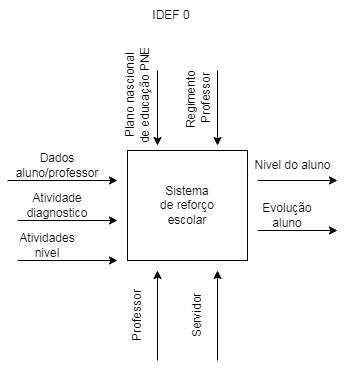 IDEF 0
Plano nascional
de educação PNE
Regimento
Professor
Dados
aluno/professor
Atividade
diagnostico
Atividades
nivel
Sistema
de reforço
escolar
Nivel do aluno
Evolução
aluno
Professor
Servidor